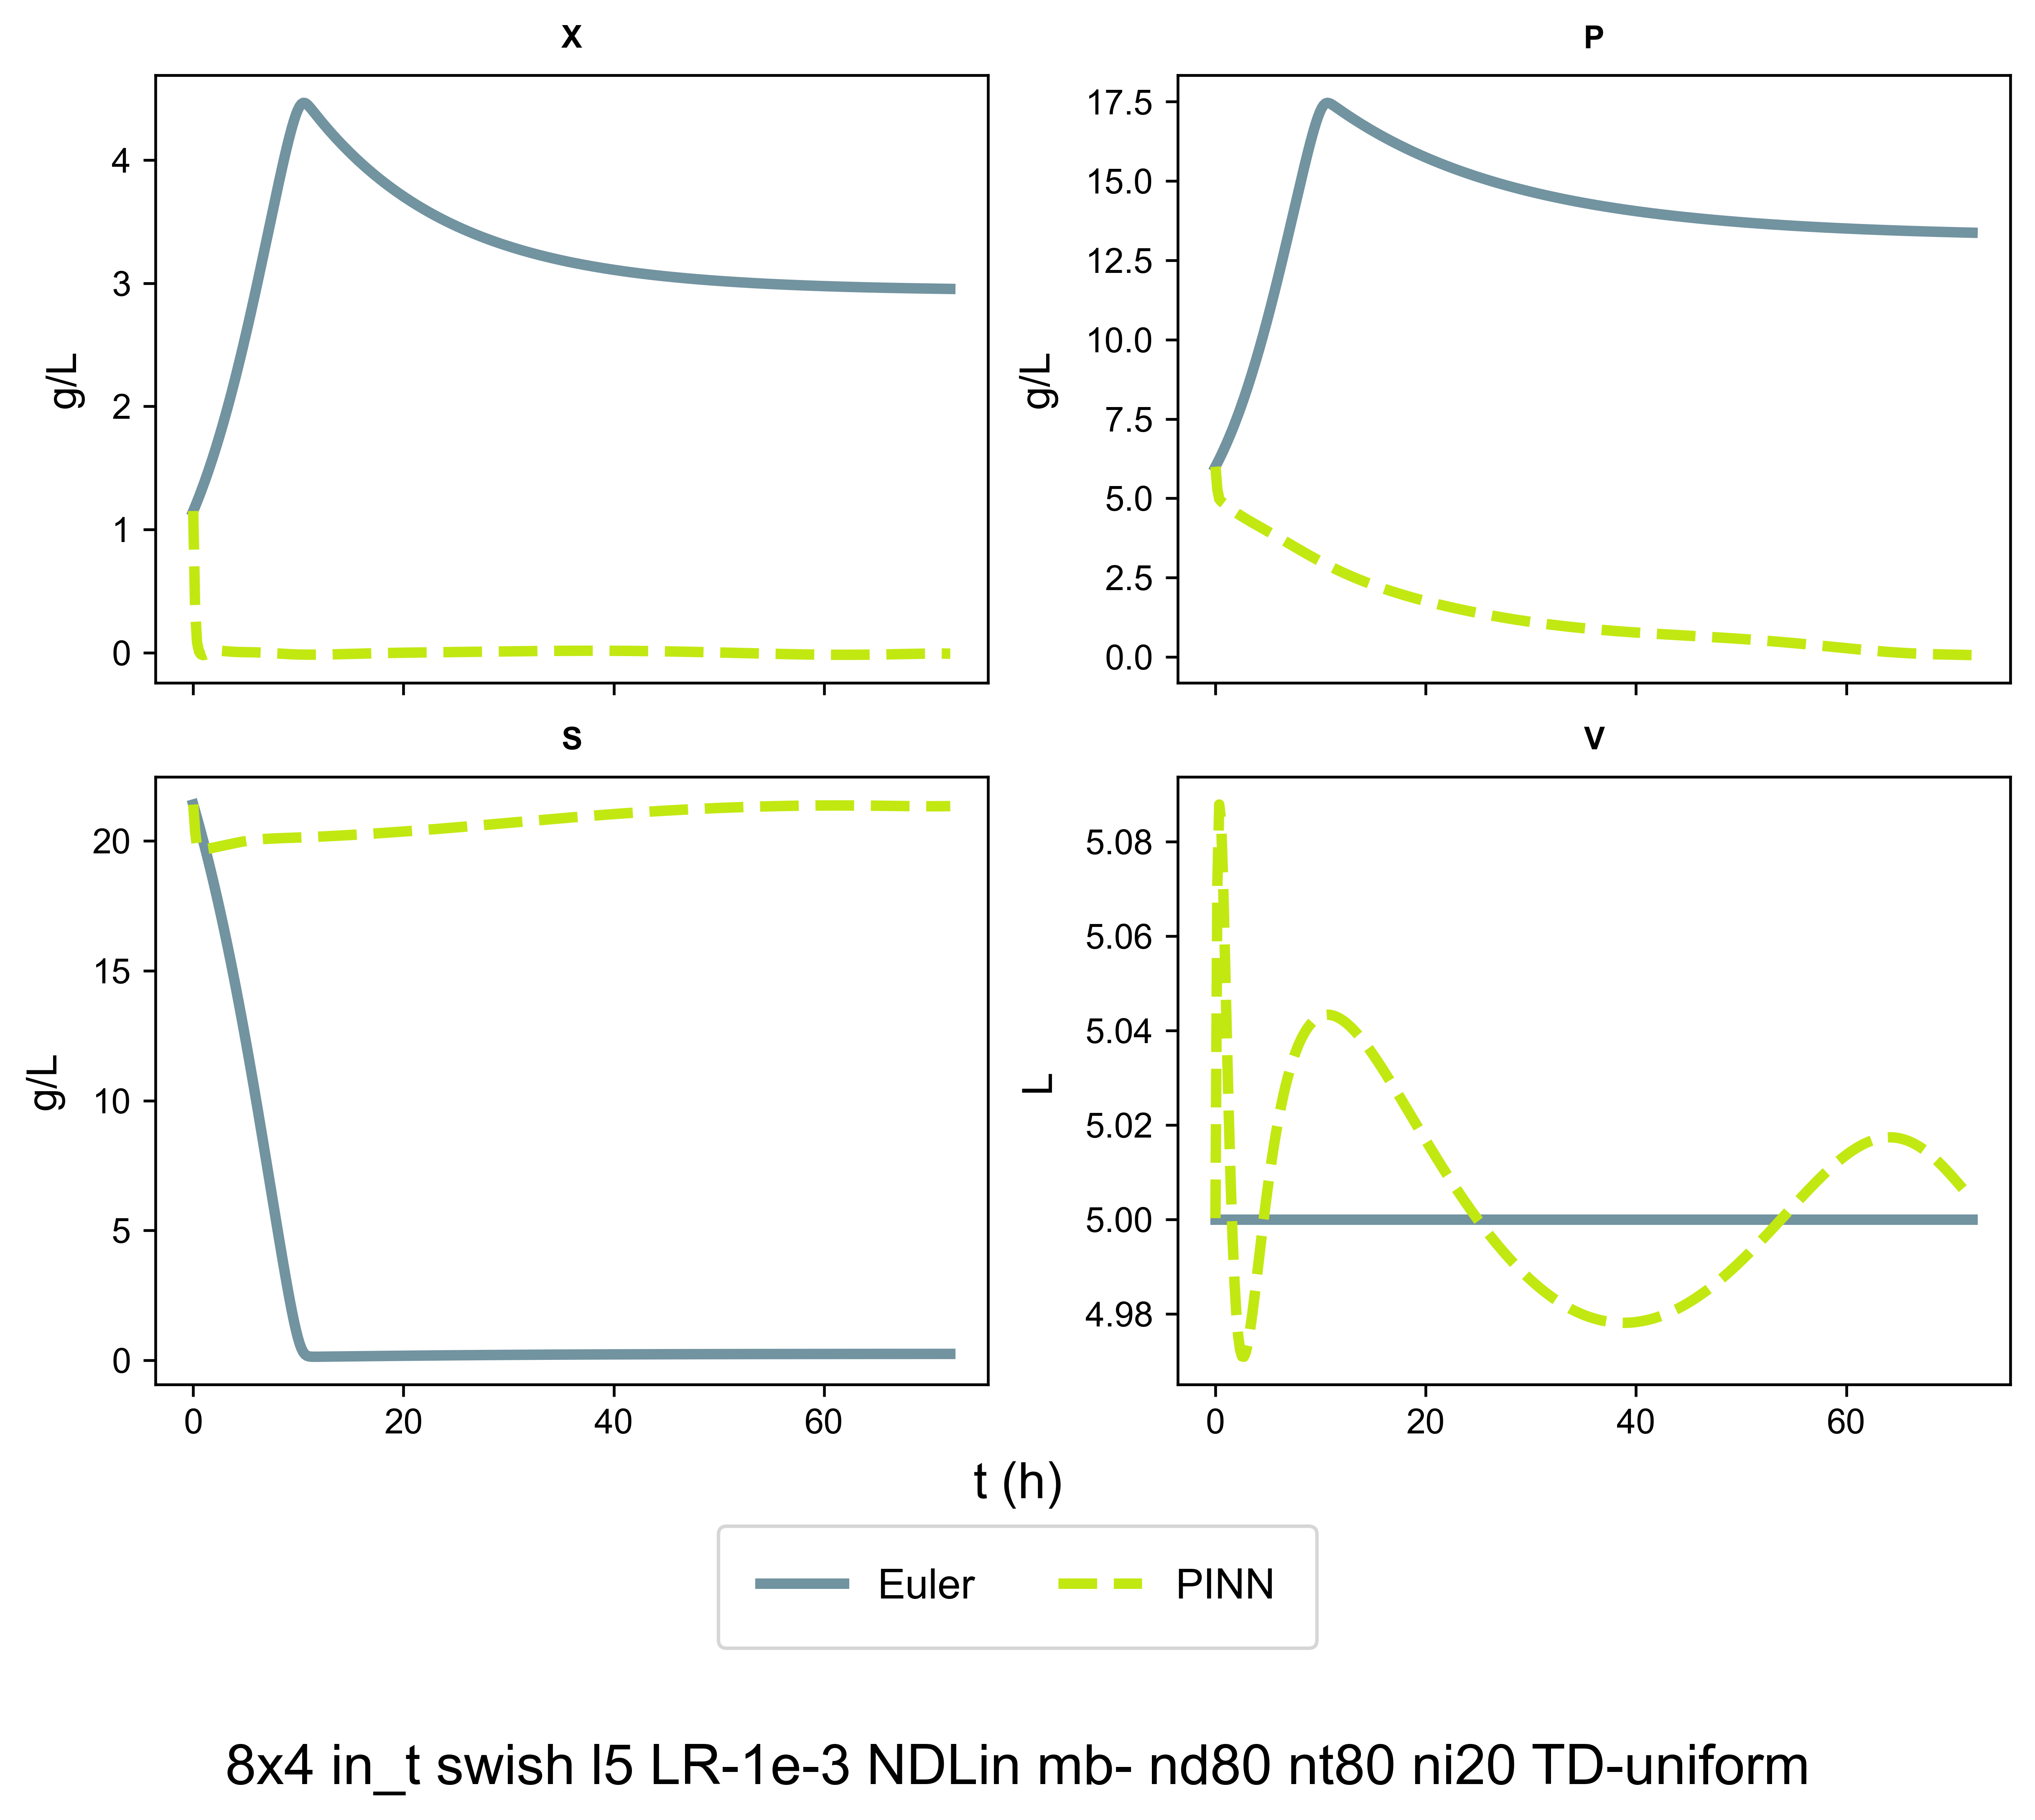 X
4
3
2
1
0
g/L
P
17.5
15.0
12.5
10.0
7.5
5.0
2.5
0.0
g/L
S
20
15
10
5
0
g/L
0 20 40 60
V
5.08
5.06
5.04
5.02
5.00
4.98
L
0 20 40 60
t (h)
Euler PINN
8x4 in_t swish l5 LR-1e-3 NDLin mb- nd80 nt80 ni20 TD-uniform